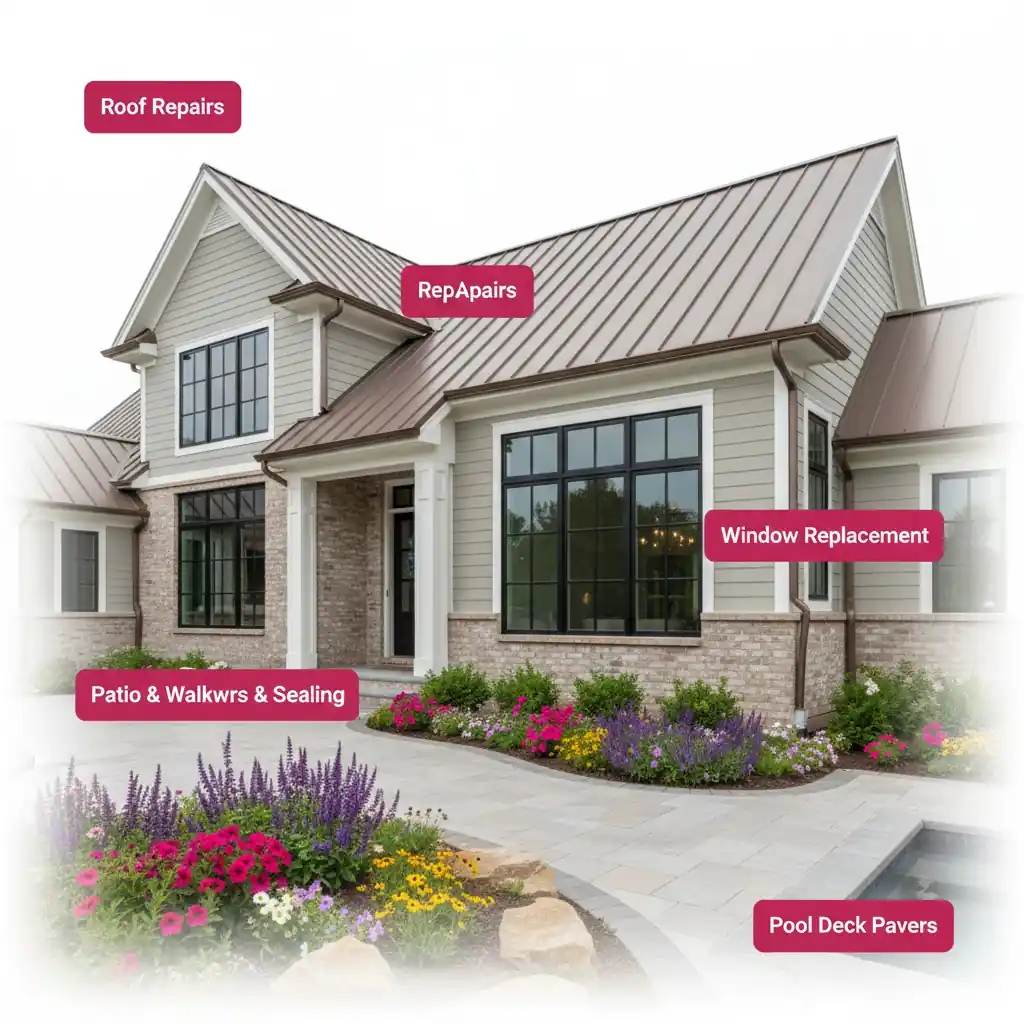 Roof Repairs
RepApairs
Window Replacement
Patio & Walkwrs & Sealing
Pool Deck Pavers